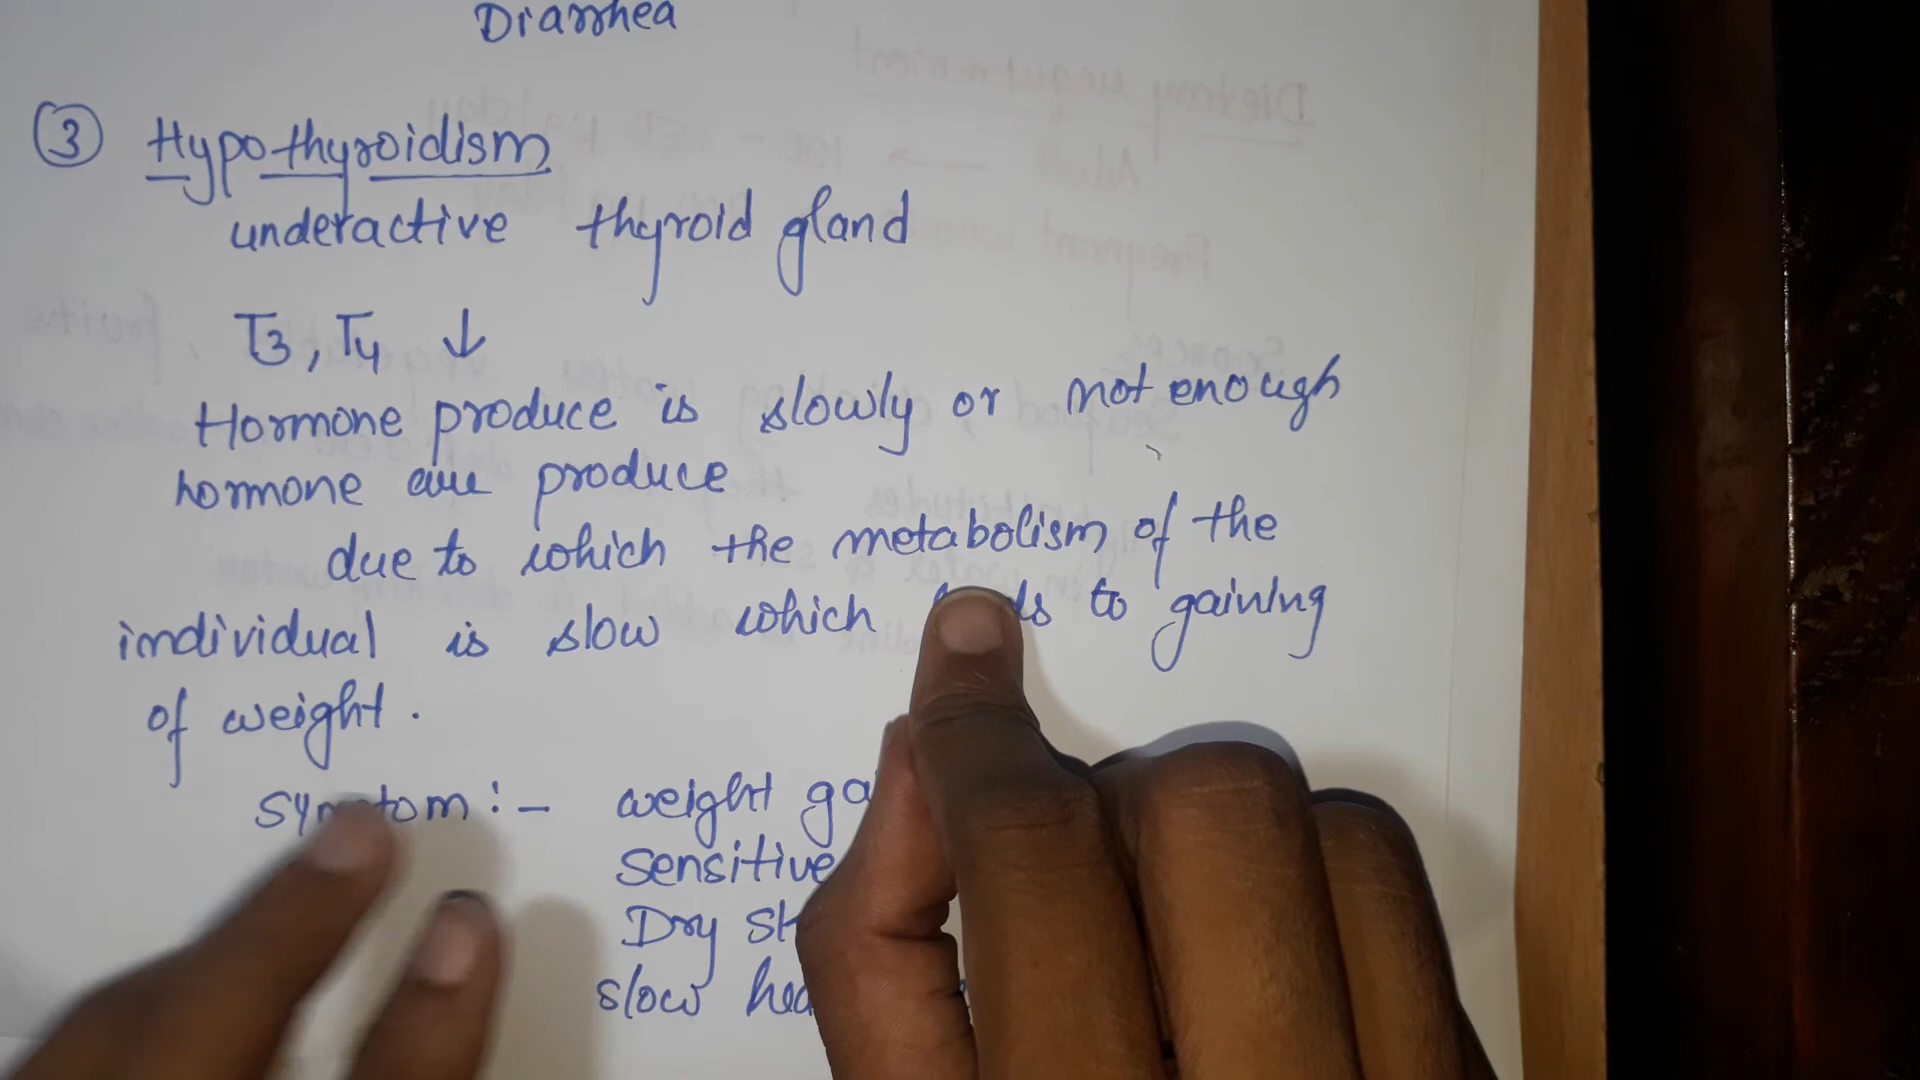 Diarrhea
③ Hypothyroidism
underactive thyroid gland
T3, T4 ↓
Hormone produce is slowly or not enough
hormone are produce
due to which the metabolism of the
individual is slow which to gaining
of weight.
Symptom :- weight
Sensitive
Dry
slow